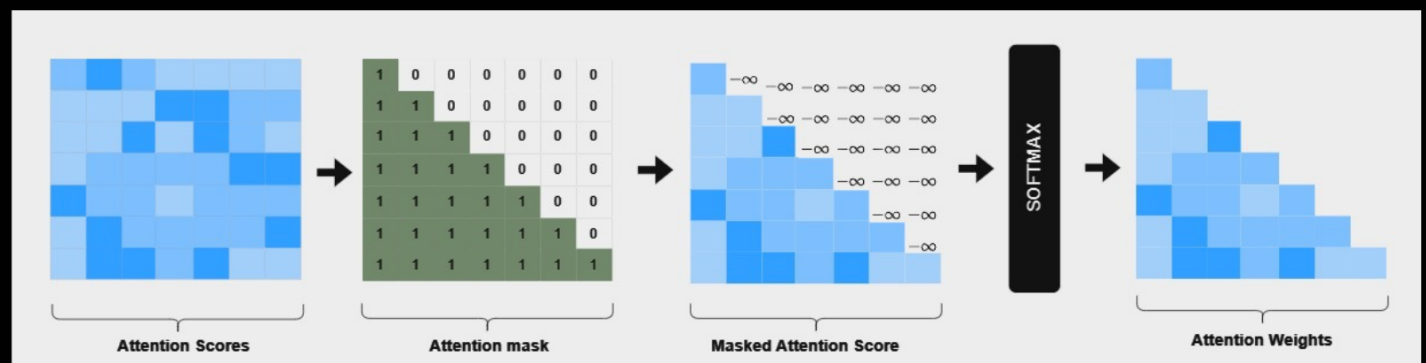 1 0 0 0 0 0 0
1 1 0 0 0 0 0
1 1 1 0 0 0 0
1 1 1 1 0 0 0
1 1 1 1 1 0 0
1 1 1 1 1 1 0
1 1 1 1 1 1 1
−∞ −∞ −∞ −∞ −∞ −∞
−∞ −∞ −∞ −∞ −∞
−∞ −∞ −∞ −∞
−∞ −∞ −∞
−∞ −∞
−∞
SOFTMAX
Attention Scores
Attention mask
Masked Attention Score
Attention Weights